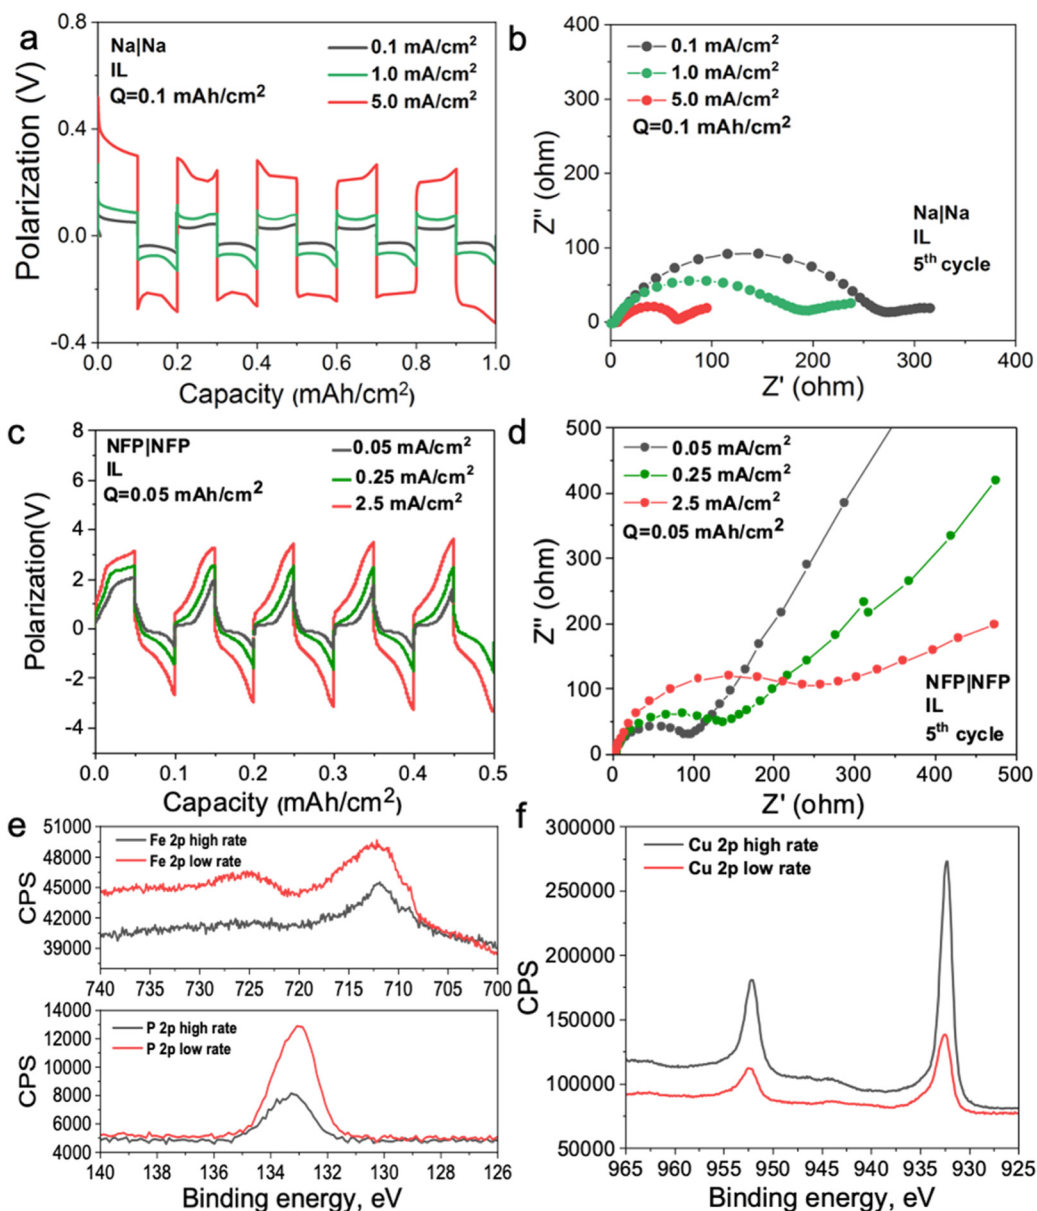 a
Na|Na
IL
Q=0.1 mAh/cm²
0.1 mA/cm²
1.0 mA/cm²
5.0 mA/cm²
Polarization (V)
0.8
0.4
0.0
-0.4
0.0 0.2 0.4 0.6 0.8 1.0
Capacity (mAh/cm²)
b
0.1 mA/cm²
1.0 mA/cm²
5.0 mA/cm²
Q=0.1 mAh/cm²
Na|Na
IL
5th cycle
Z'' (ohm)
400
300
200
100
0
0 100 200 300 400
Z' (ohm)
c
NFP|NFP
IL
Q=0.05 mAh/cm²
0.05 mA/cm²
0.25 mA/cm²
2.5 mA/cm²
Polarization(V)
8
6
4
2
0
-2
-4
0.0 0.1 0.2 0.3 0.4 0.5
Capacity (mAh/cm²)
d
0.05 mA/cm²
0.25 mA/cm²
2.5 mA/cm²
Q=0.05 mAh/cm²
NFP|NFP
IL
5th cycle
Z'' (ohm)
500
400
300
200
100
0
0 100 200 300 400 500
Z' (ohm)
e
Fe 2p high rate
Fe 2p low rate
CPS
51000
48000
45000
42000
39000
740 735 730 725 720 715 710 705 700
P 2p high rate
P 2p low rate
CPS
14000
12000
10000
8000
6000
4000
140 138 136 134 132 130 128 126
Binding energy, eV
f
Cu 2p high rate
Cu 2p low rate
CPS
300000
250000
200000
150000
100000
50000
965 960 955 950 945 940 935 930 925
Binding energy, eV